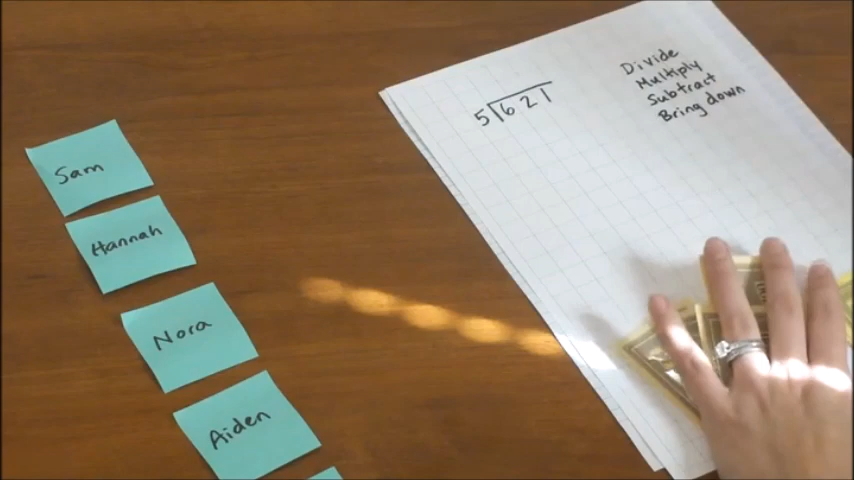 Sam
Hannah
Nora
Aiden
5 621
Divide
Multiply
Subtract
Bring down